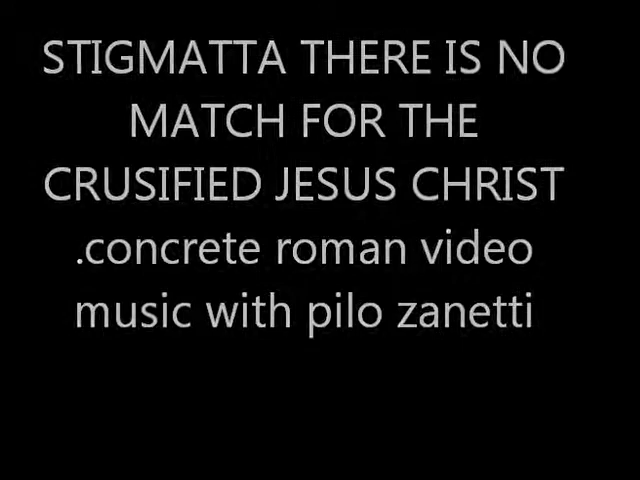 STIGMATTA THERE IS NO
MATCH FOR THE
CRUSIFIED JESUS CHRIST
.concrete roman video
music with pilo zanetti